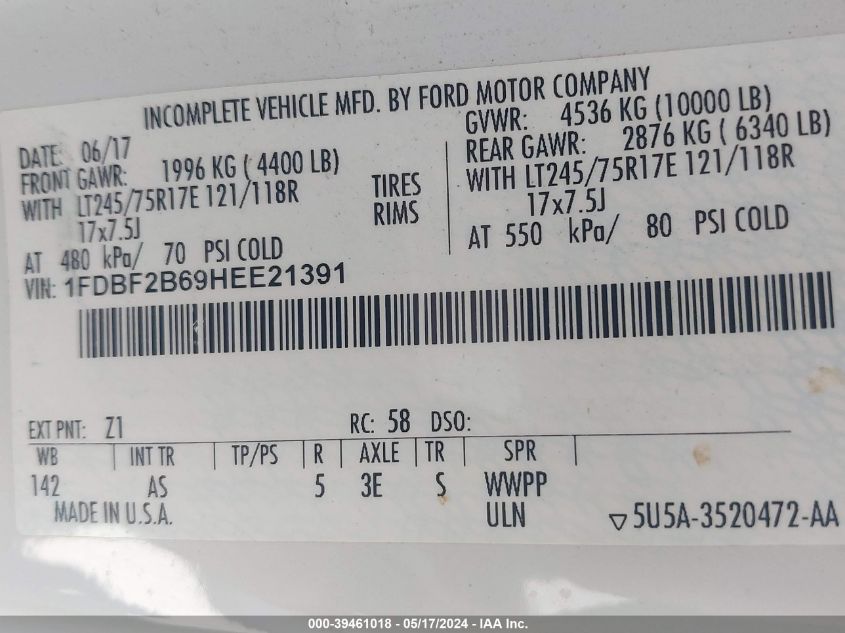 INCOMPLETE VEHICLE MFD. BY FORD MOTOR COMPANY
DATE: 06/17
FRONT GAWR: 1996 KG ( 4400 LB)
WITH LT245/75R17E 121/118R
17x7.5J
AT 480 kPa/ 70 PSI COLD
TIRES
RIMS
GVWR: 4536 KG (10000 LB)
REAR GAWR: 2876 KG ( 6340 LB)
WITH LT245/75R17E 121/118R
17x7.5J
AT 550 kPa/ 80 PSI COLD
VIN: 1FDBF2B69HEE21391
EXT PNT: Z1 RC: 58 DSO:
WB INT TR TP/PS R AXLE TR SPR
142 AS 5 3E S WWPP
MADE IN U.S.A. ULN ▽5U5A-3520472-AA
000-39461018 - 05/17/2024 - IAA Inc.